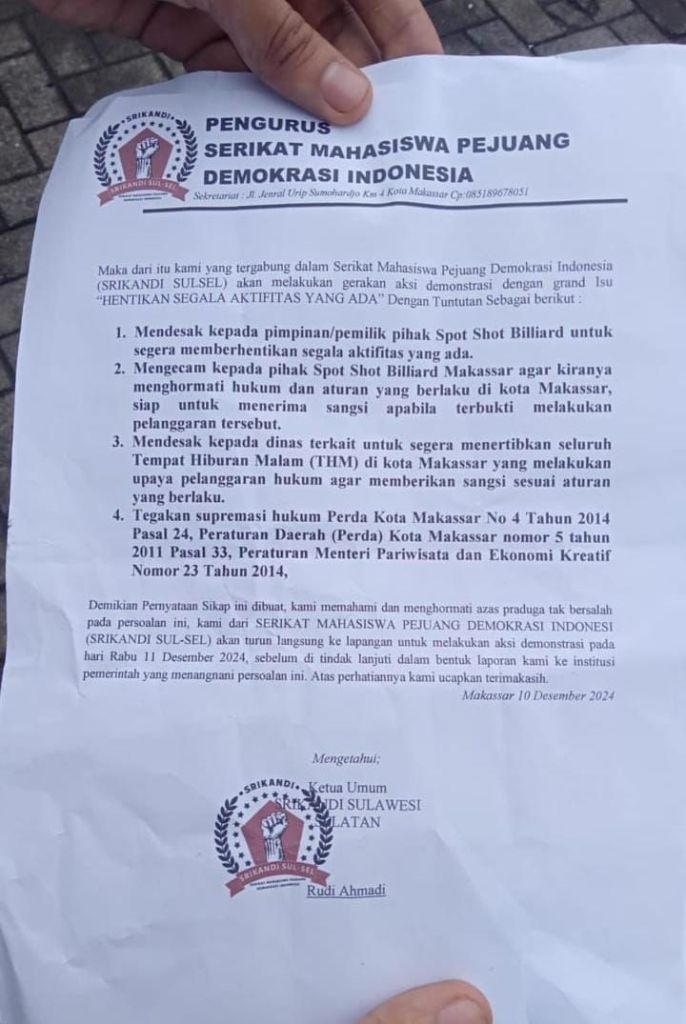 SRIKANDI
SRIKANDI SUL-SEL
PENGURUS
SERIKAT MAHASISWA PEJUANG
DEMOKRASI INDONESIA
Sekretariat : Jl. Jenral Urip Sumohardjo Km 4 Kota Makassar Cp:085189678051
Maka dari itu kami yang tergabung dalam Serikat Mahasiswa Pejuang Demokrasi Indonesia
(SRIKANDI SULSEL) akan melakukan gerakan aksi demonstrasi dengan grand Isu
“HENTIKAN SEGALA AKTIFITAS YANG ADA” Dengan Tuntutan Sebagai berikut :
1. Mendesak kepada pimpinan/pemilik pihak Spot Shot Billiard untuk
segera memberhentikan segala aktifitas yang ada.
2. Mengecam kepada pihak Spot Shot Billiard Makassar agar kiranya
menghormati hukum dan aturan yang berlaku di kota Makassar,
siap untuk menerima sangsi apabila terbukti melakukan
pelanggaran tersebut.
3. Mendesak kepada dinas terkait untuk segera menertibkan seluruh
Tempat Hiburan Malam (THM) di kota Makassar yang melakukan
upaya pelanggaran hukum agar memberikan sangsi sesuai aturan
yang berlaku.
4. Tegakan supremasi hukum Perda Kota Makassar No 4 Tahun 2014
Pasal 24, Peraturan Daerah (Perda) Kota Makassar nomor 5 tahun
2011 Pasal 33, Peraturan Menteri Pariwisata dan Ekonomi Kreatif
Nomor 23 Tahun 2014,
Demikian Pernyataan Sikap ini dibuat, kami memahami dan menghormati azas praduga tak bersalah
pada persoalan ini, kami dari SERIKAT MAHASISWA PEJUANG DEMOKRASI INDONESI
(SRIKANDI SUL-SEL) akan turun langsung ke lapangan untuk melakukan aksi demonstrasi pada
hari Rabu 11 Desember 2024, sebelum di tindak lanjuti dalam bentuk laporan kami ke institusi
pemerintah yang menangnani persoalan ini. Atas perhatiannya kami ucapkan terimakasih.
Makassar 10 Desember 2024
Mengetahui;
Ketua Umum
SRIKANDI SULAWESI
SELATAN
SRIKANDI
SRIKANDI SUL-SEL
Rudi Ahmadi